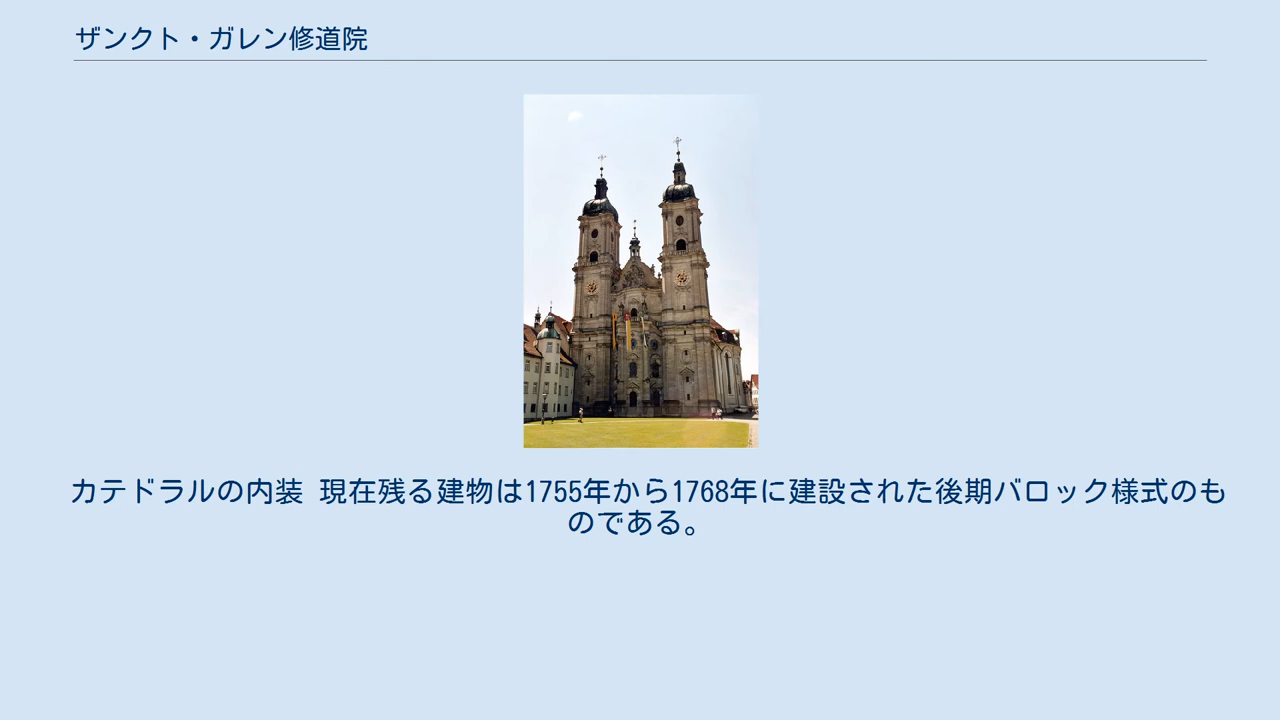 ザンクト・ガレン修道院
カテドラルの内装 現在残る建物は1755年から1768年に建設された後期バロック様式のも
のである。